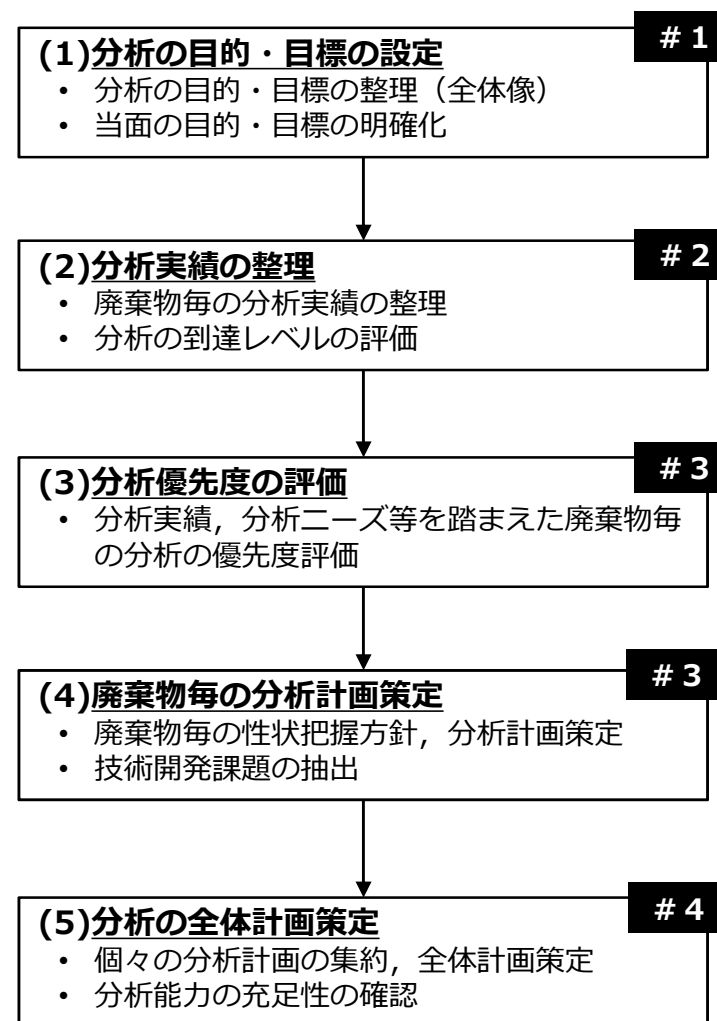 # 1
(1)分析の目的・目標の設定
• 分析の目的・目標の整理（全体像）
• 当面の目的・目標の明確化
# 2
(2)分析実績の整理
• 廃棄物毎の分析実績の整理
• 分析の到達レベルの評価
# 3
(3)分析優先度の評価
• 分析実績，分析ニーズ等を踏まえた廃棄物毎
の分析の優先度評価
# 3
(4)廃棄物毎の分析計画策定
• 廃棄物毎の性状把握方針，分析計画策定
• 技術開発課題の抽出
# 4
(5)分析の全体計画策定
• 個々の分析計画の集約，全体計画策定
• 分析能力の充足性の確認